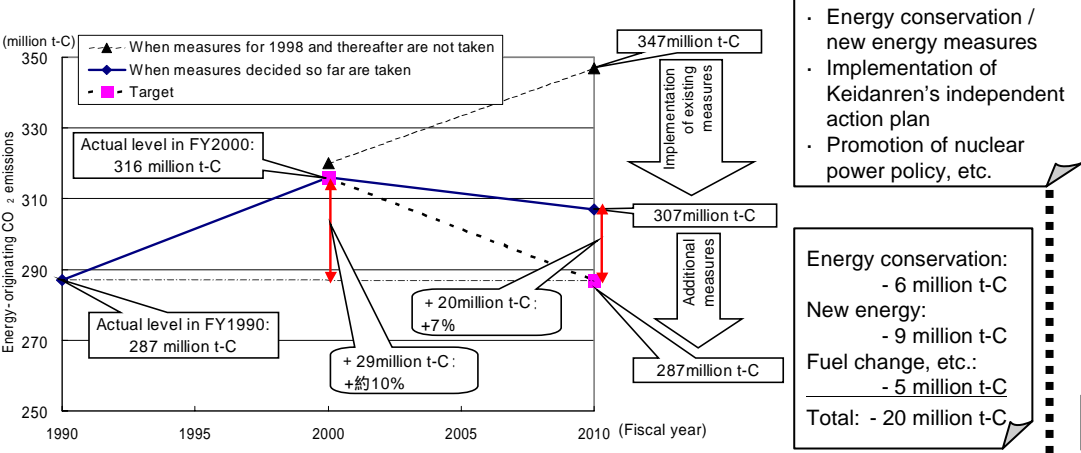 (million t-C)
350
330
310
290
270
250
Energy-originating CO2 emissions
1990
1995
2000
2005
2010
(Fiscal year)
When measures for 1998 and thereafter are not taken
When measures decided so far are taken
Target
Actual level in FY2000:
316 million t-C
Actual level in FY1990:
287 million t-C
+ 29million t-C:
+約10%
+ 20million t-C:
+7%
347million t-C
Implementation
of existing
measures
307million t-C
Additional
measures
287million t-C
· Energy conservation /
new energy measures
· Implementation of
Keidanren's independent
action plan
· Promotion of nuclear
power policy, etc.
Energy conservation:
- 6 million t-C
New energy:
- 9 million t-C
Fuel change, etc.:
- 5 million t-C
Total: - 20 million t-C